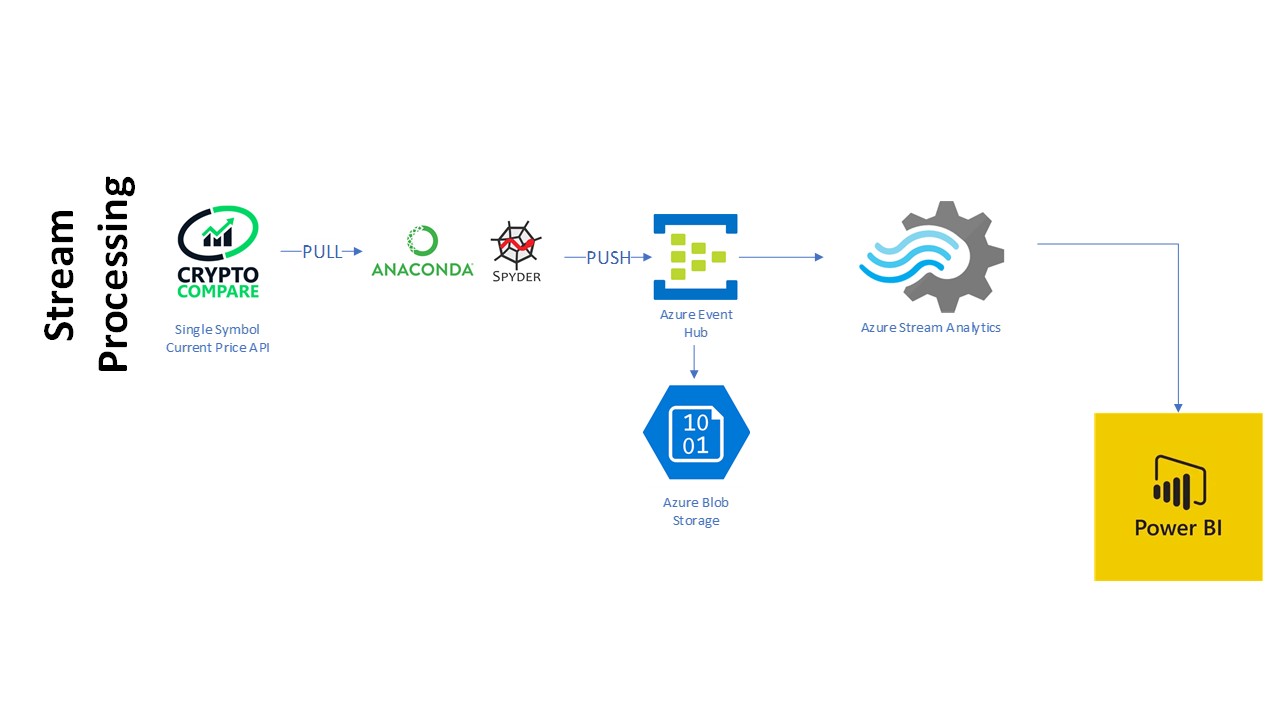 Stream
Processing
CRYPTO
COMPARE
Single Symbol
Current Price API
PULL
ANACONDA
SPYDER
PUSH
Azure Event
Hub
10
01
Azure Blob
Storage
Azure Stream Analytics
Power BI